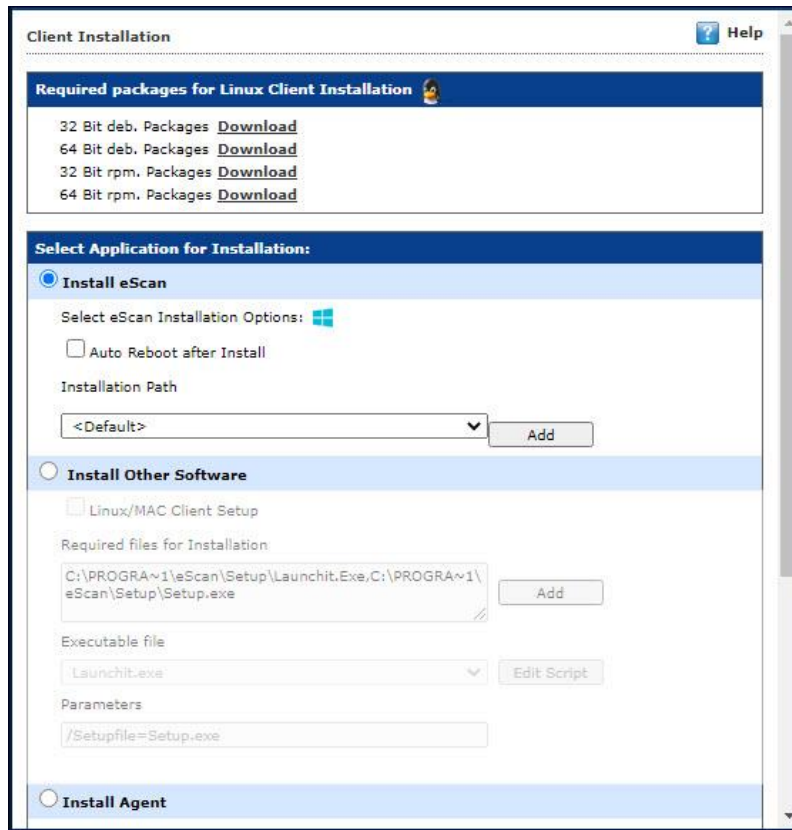 Client Installation
Help
Required packages for Linux Client Installation
32 Bit deb. Packages Download
64 Bit deb. Packages Download
32 Bit rpm. Packages Download
64 Bit rpm. Packages Download
Select Application for Installation:
Install eScan
Select eScan Installation Options:
Auto Reboot after Install
Installation Path
<Default>
Add
Install Other Software
Linux/MAC Client Setup
Required files for Installation
C:\PROGRA~1\eScan\Setup\Launchit.Exe,C:\PROGRA~1\
eScan\Setup\Setup.exe
Add
Executable file
Launchit.exe
Edit Script
Parameters
/Setupfile=Setup.exe
Install Agent